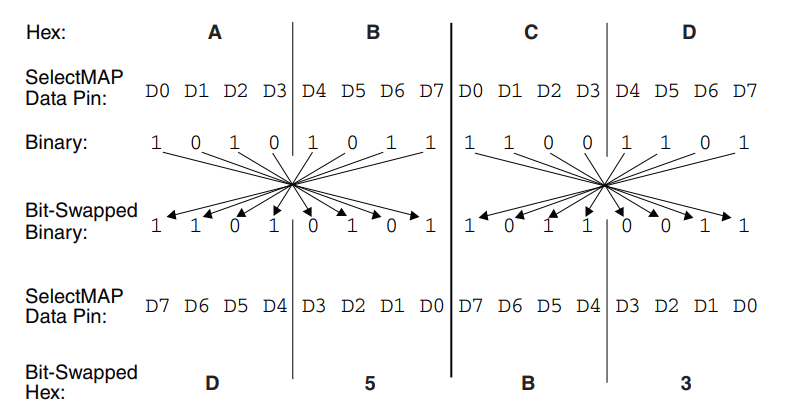 Hex: A B C D
SelectMAP
Data Pin: D0 D1 D2 D3 D4 D5 D6 D7 D0 D1 D2 D3 D4 D5 D6 D7
Binary: 1 0 1 0 1 0 1 1 1 1 0 0 1 1 0 1
Bit-Swapped
Binary: 1 1 0 1 0 1 0 1 1 0 1 1 0 0 1 1
SelectMAP
Data Pin: D7 D6 D5 D4 D3 D2 D1 D0 D7 D6 D5 D4 D3 D2 D1 D0
Bit-Swapped
Hex: D 5 B 3